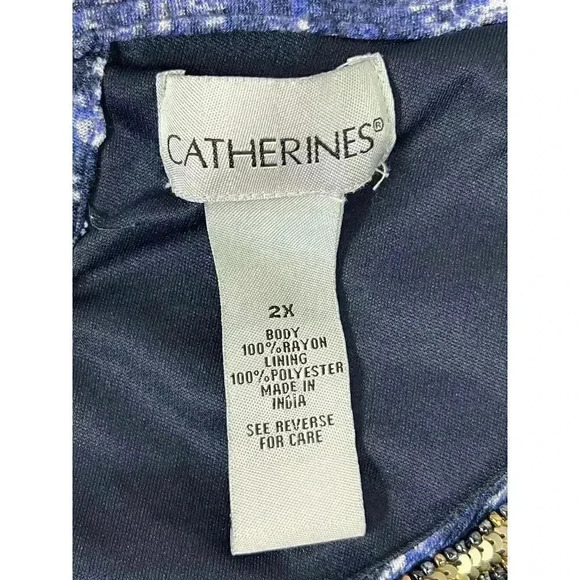 CATHERINES®
2X
BODY
100%RAYON
LINING
100%POLYESTER
MADE IN
INDIA
SEE REVERSE
FOR CARE